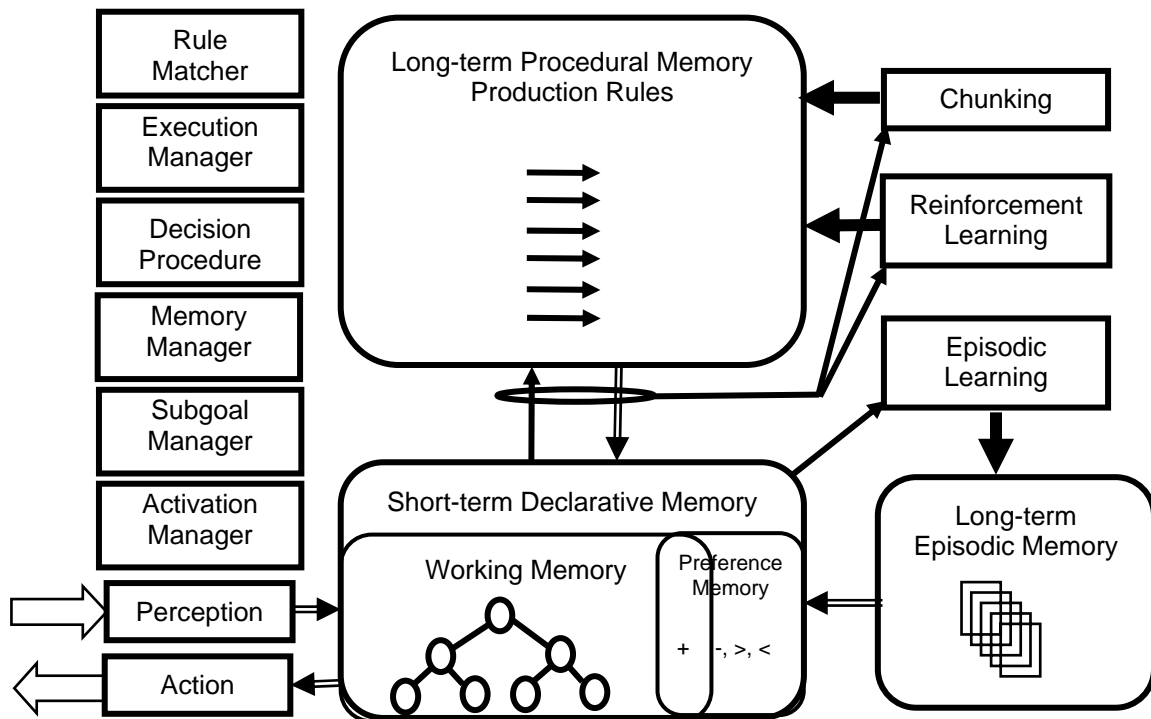 Rule
Matcher
Execution
Manager
Decision
Procedure
Memory
Manager
Subgoal
Manager
Activation
Manager
Perception
Action
Long-term Procedural Memory
Production Rules
Short-term Declarative Memory
Working Memory
Preference
Memory
+ -, >, <
Chunking
Reinforcement
Learning
Episodic
Learning
Long-term
Episodic Memory